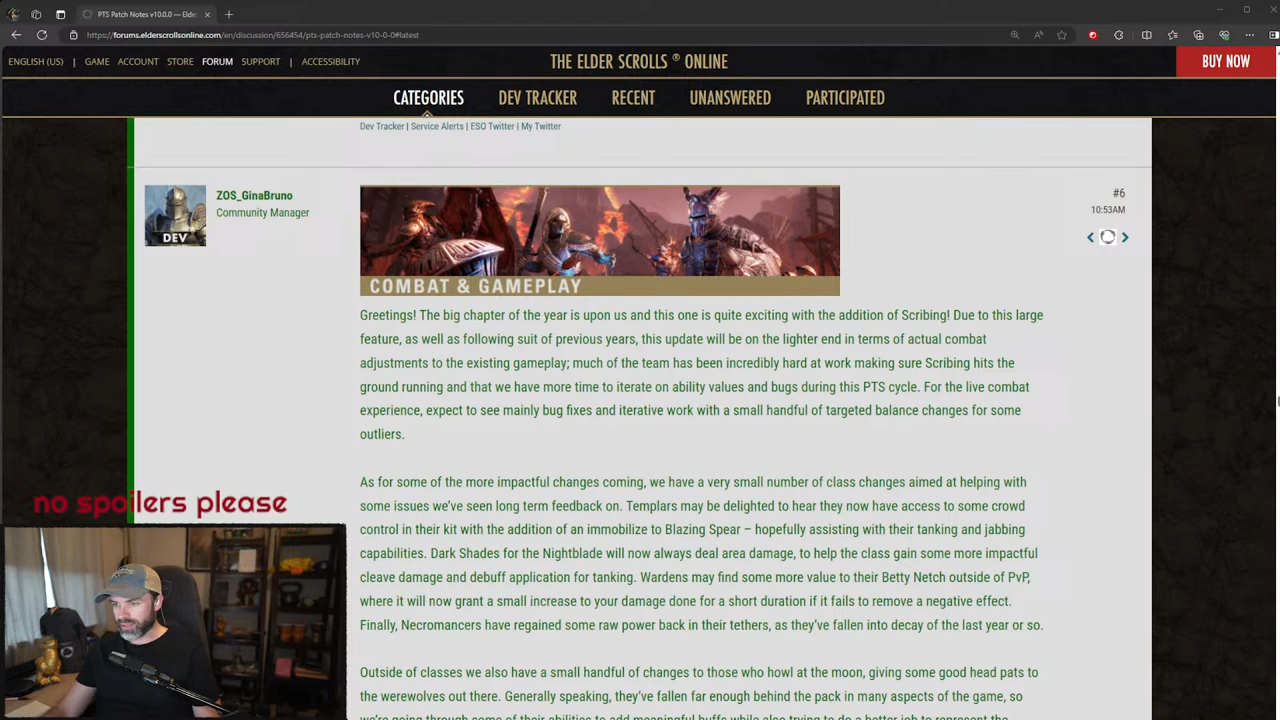 PTS Patch Notes v10.0.0 — Elder
https://forums.elderscrollsonline.com/en/discussion/656454/pts-patch-notes-v10-0-0#latest
ENGLISH (US) | GAME ACCOUNT STORE FORUM SUPPORT | ACCESSIBILITY
THE ELDER SCROLLS ® ONLINE
BUY NOW
CATEGORIES DEV TRACKER RECENT UNANSWERED PARTICIPATED
Dev Tracker | Service Alerts | ESO Twitter | My Twitter
ZOS_GinaBruno
Community Manager
DEV
#6
10:53AM
COMBAT & GAMEPLAY
Greetings! The big chapter of the year is upon us and this one is quite exciting with the addition of Scribing! Due to this large
feature, as well as following suit of previous years, this update will be on the lighter end in terms of actual combat
adjustments to the existing gameplay; much of the team has been incredibly hard at work making sure Scribing hits the
ground running and that we have more time to iterate on ability values and bugs during this PTS cycle. For the live combat
experience, expect to see mainly bug fixes and iterative work with a small handful of targeted balance changes for some
outliers.
As for some of the more impactful changes coming, we have a very small number of class changes aimed at helping with
some issues we've seen long term feedback on. Templars may be delighted to hear they now have access to some crowd
control in their kit with the addition of an immobilize to Blazing Spear – hopefully assisting with their tanking and jabbing
capabilities. Dark Shades for the Nightblade will now always deal area damage, to help the class gain some more impactful
cleave damage and debuff application for tanking. Wardens may find some more value to their Betty Netch outside of PvP,
where it will now grant a small increase to your damage done for a short duration if it fails to remove a negative effect.
Finally, Necromancers have regained some raw power back in their tethers, as they've fallen into decay of the last year or so.
Outside of classes we also have a small handful of changes to those who howl at the moon, giving some good head pats to
the werewolves out there. Generally speaking, they've fallen far enough behind the pack in many aspects of the game, so
we're going through some of their abilities to add meaningful buffs while also trying to do a better job to represent the
no spoilers please